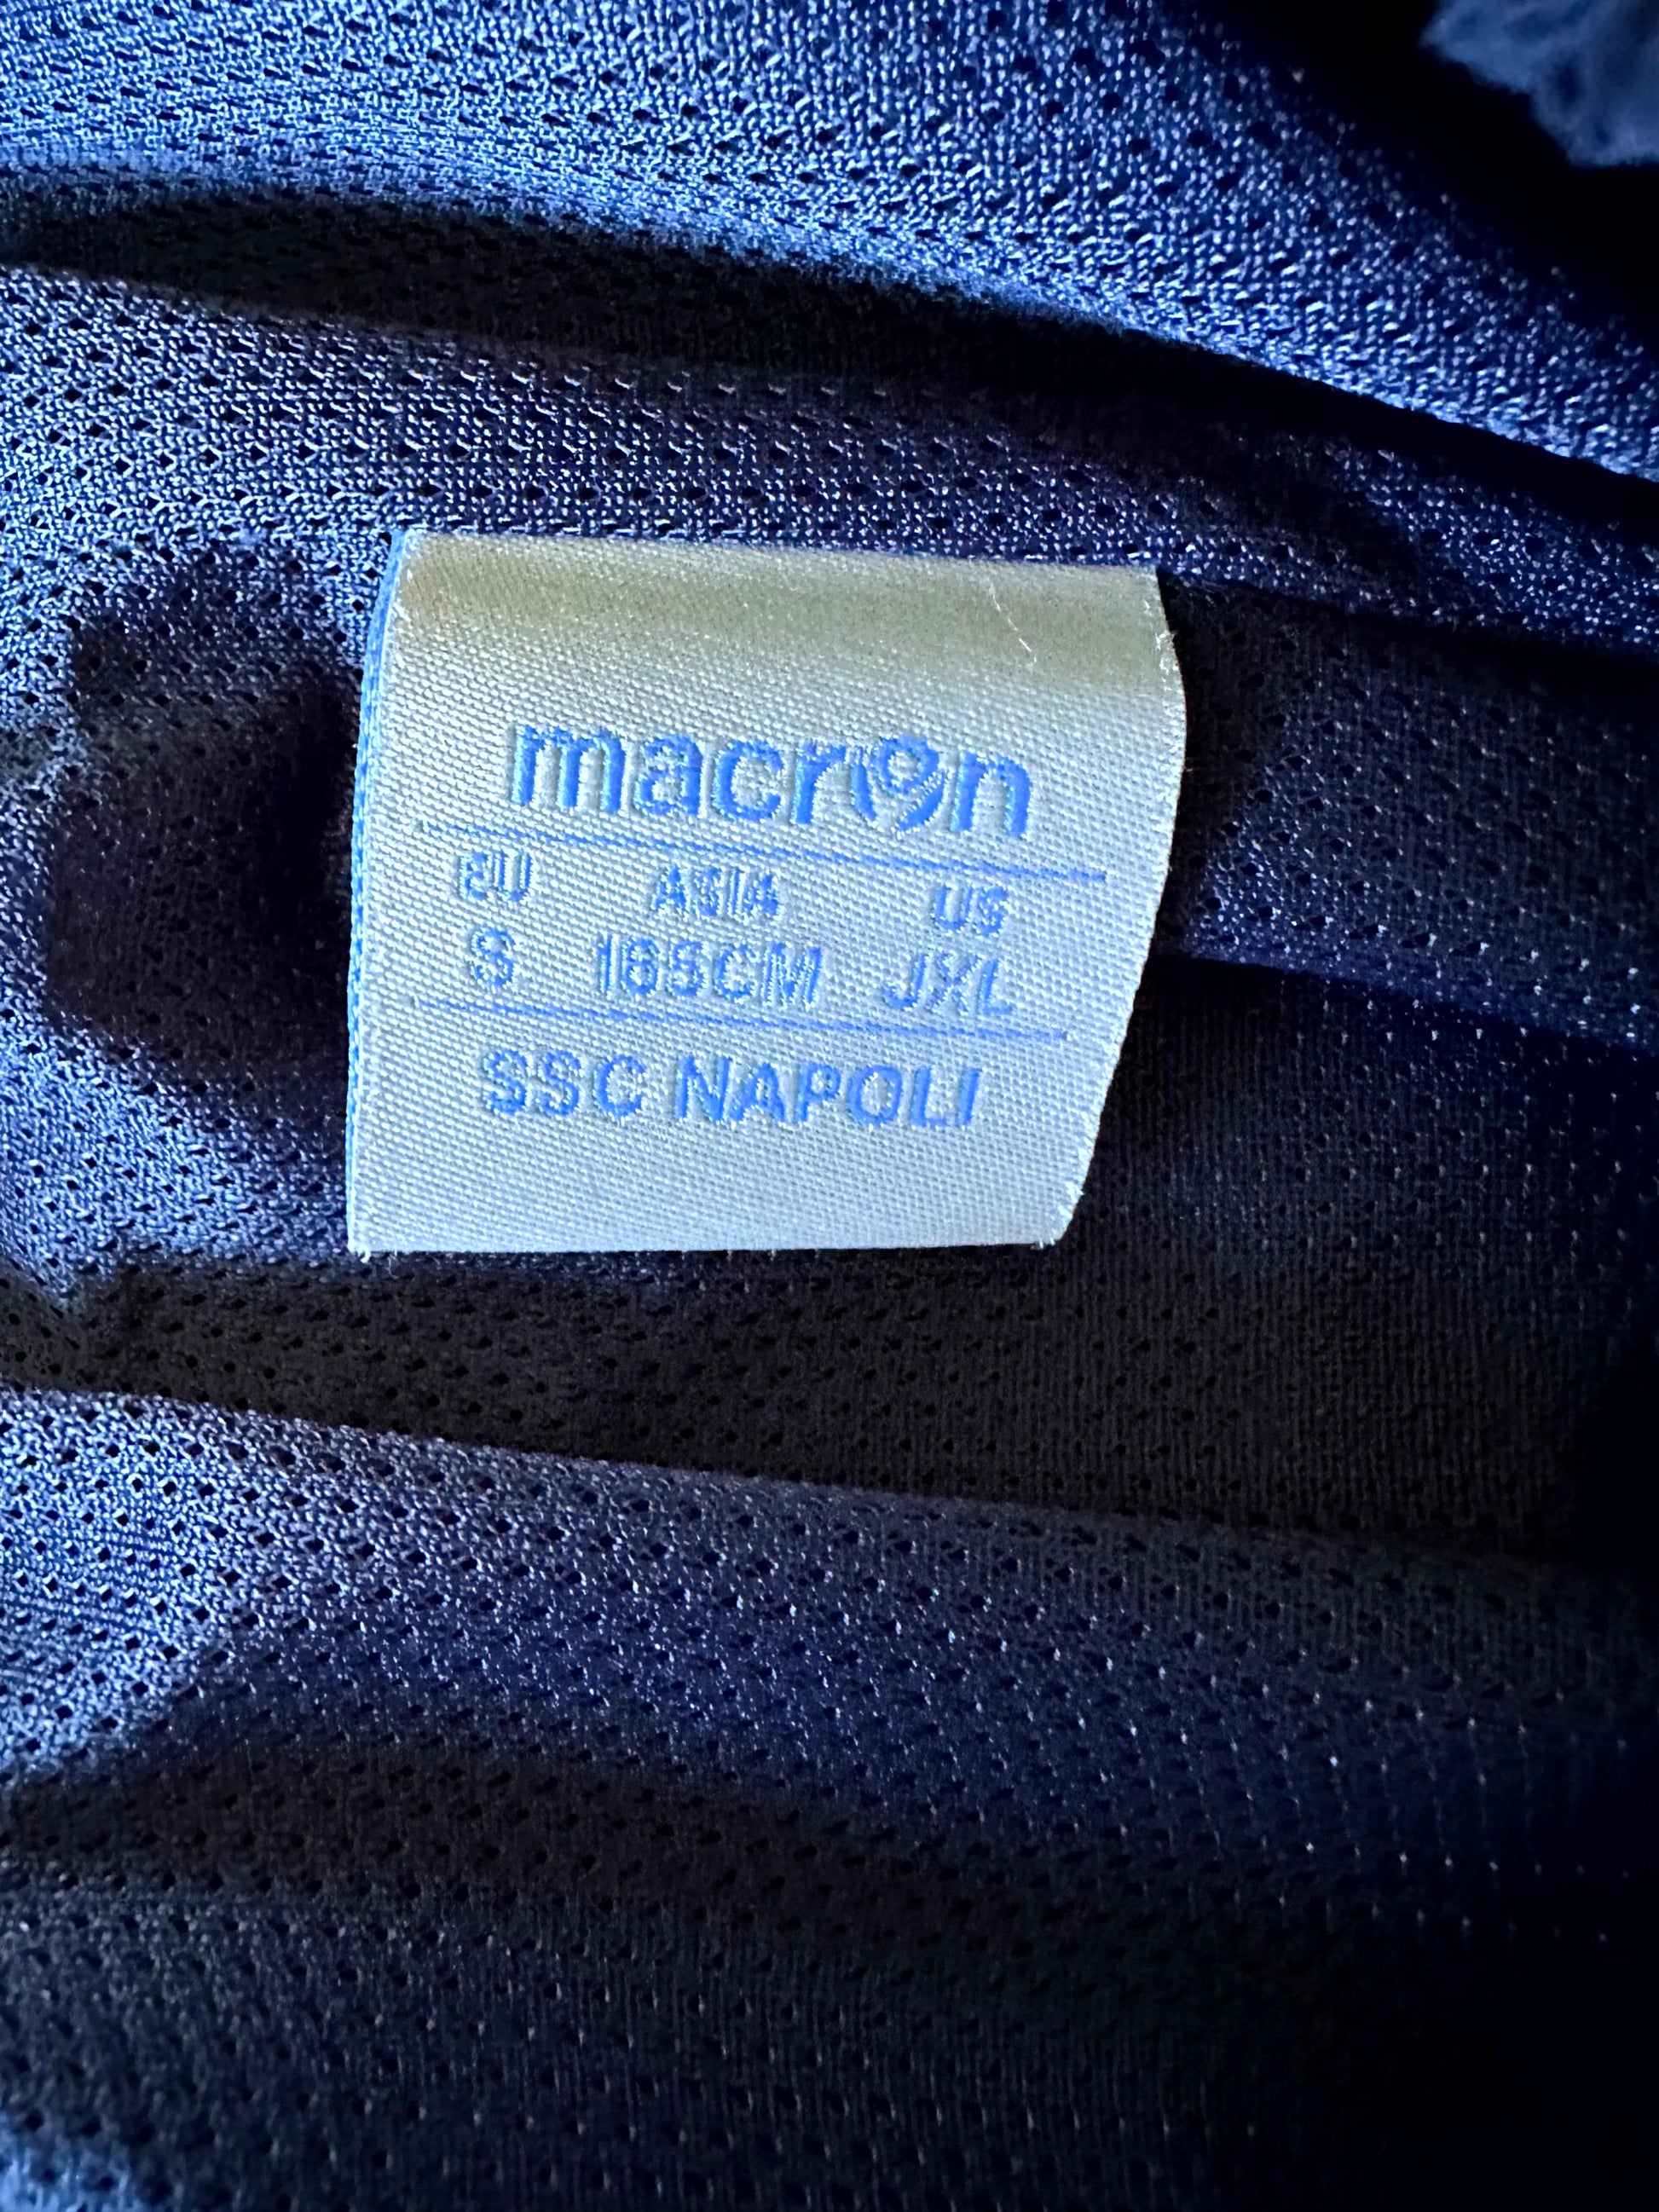 macron
EU ASIA US
S 165CM JXL
SSC NAPOLI